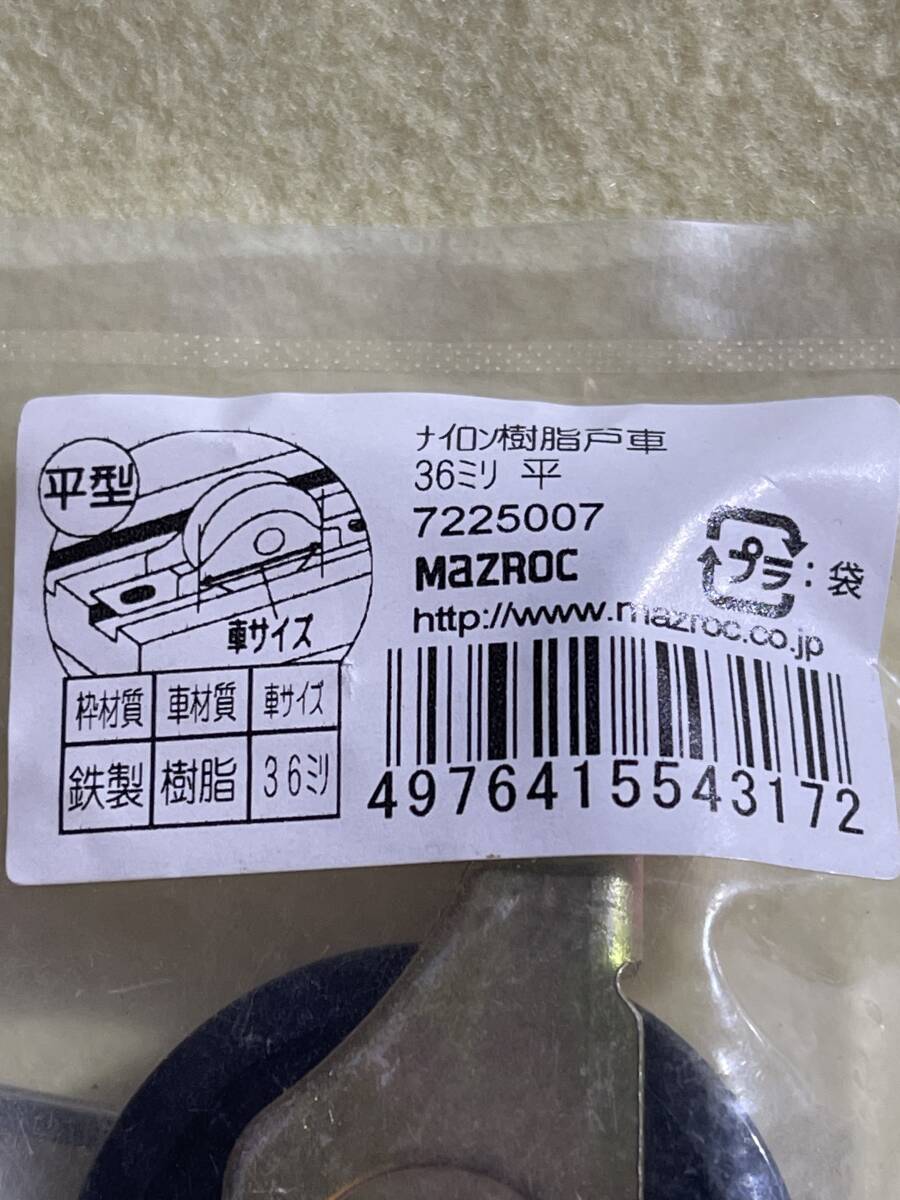 平型
車サイズ
枠材質 車材質 車サイズ
鉄製 樹脂 36ミリ
ナイロン樹脂戸車
36ミリ 平
7225007
MAZROC
http://www.mazroc.co.jp
プラ:袋
4976415543172